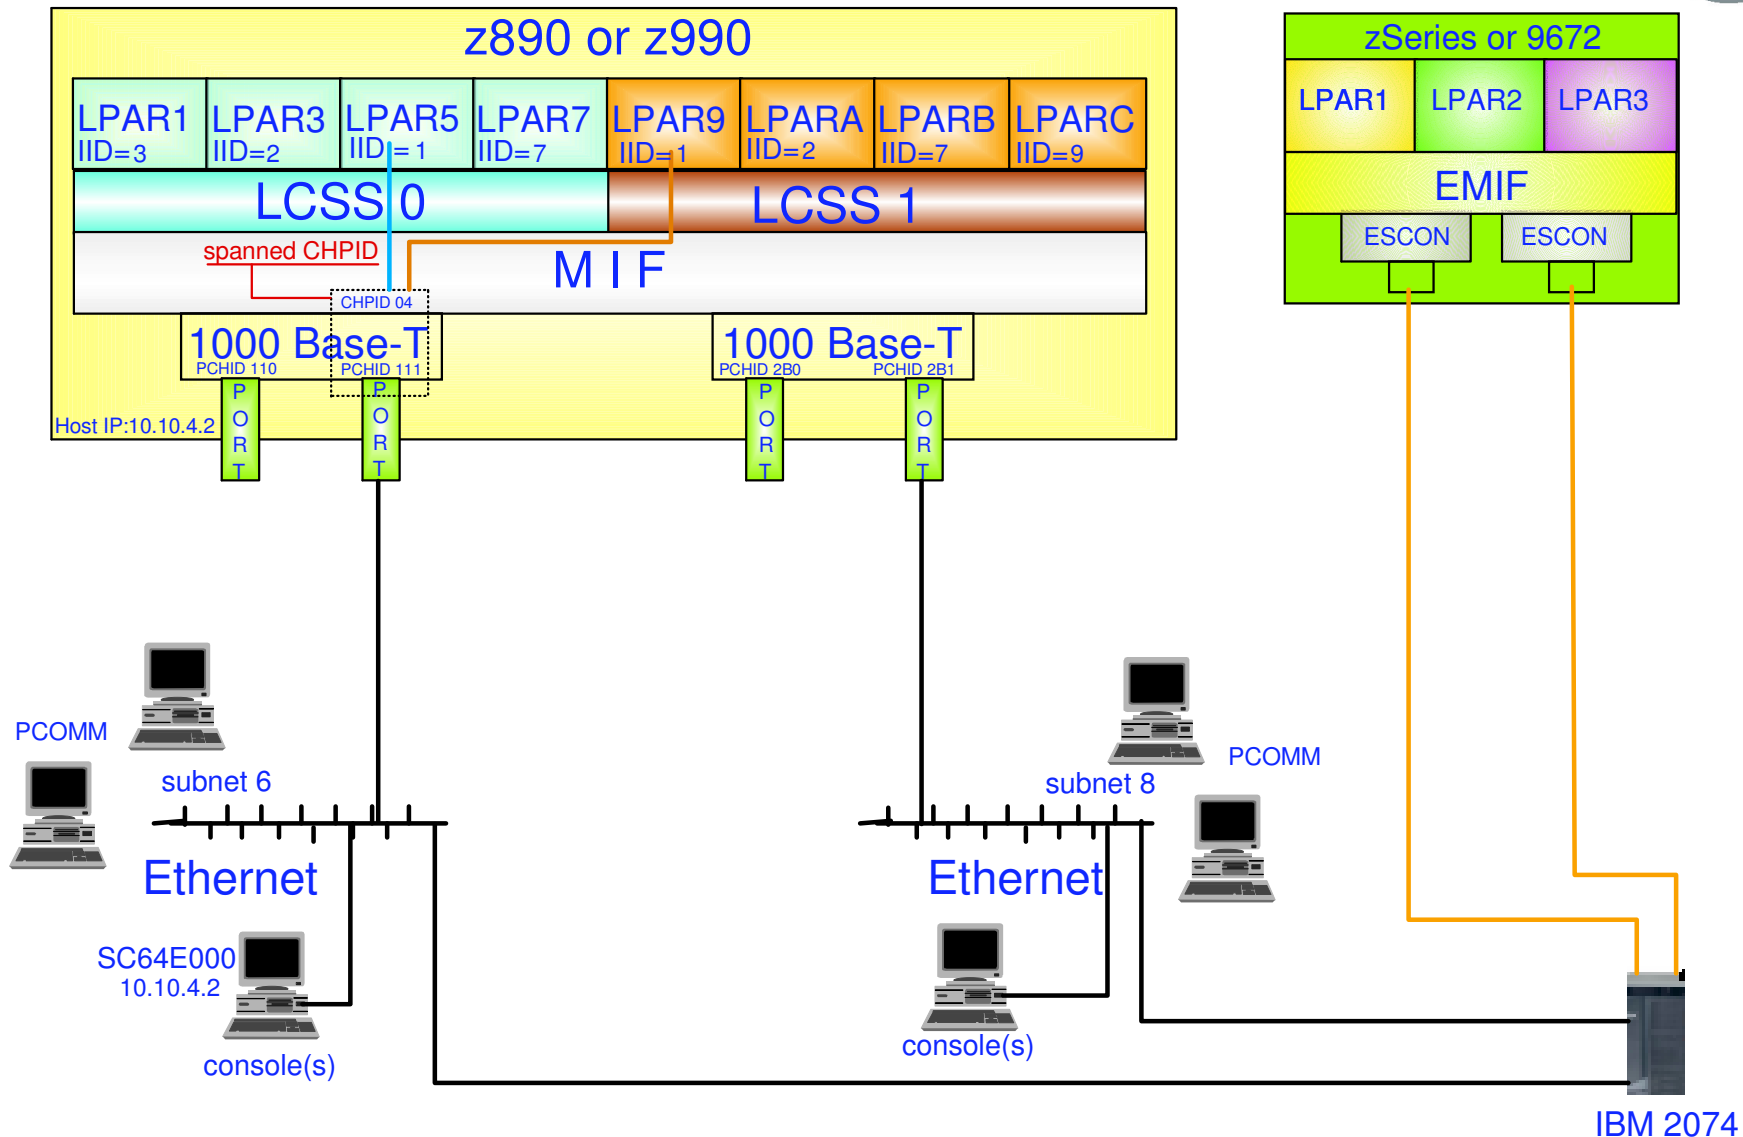 z890 or z990
LPAR1
IID=3
LPAR3
IID=2
LPAR5
IID=1
LPAR7
IID=7
LPAR9
IID=1
LPARA
IID=2
LPARB
IID=7
LPARC
IID=9
LCSS 0
LCSS 1
spanned CHPID
M I F
CHPID 04
1000 Base-T
PCHID 110
PCHID 111
1000 Base-T
PCHID 2B0
PCHID 2B1
Host IP:10.10.4.2
PORT
PORT
PORT
PORT
zSeries or 9672
LPAR1
LPAR2
LPAR3
EMIF
ESCON
ESCON
PCOMM
subnet 6
Ethernet
SC64E000
10.10.4.2
console(s)
PCOMM
subnet 8
Ethernet
console(s)
IBM 2074